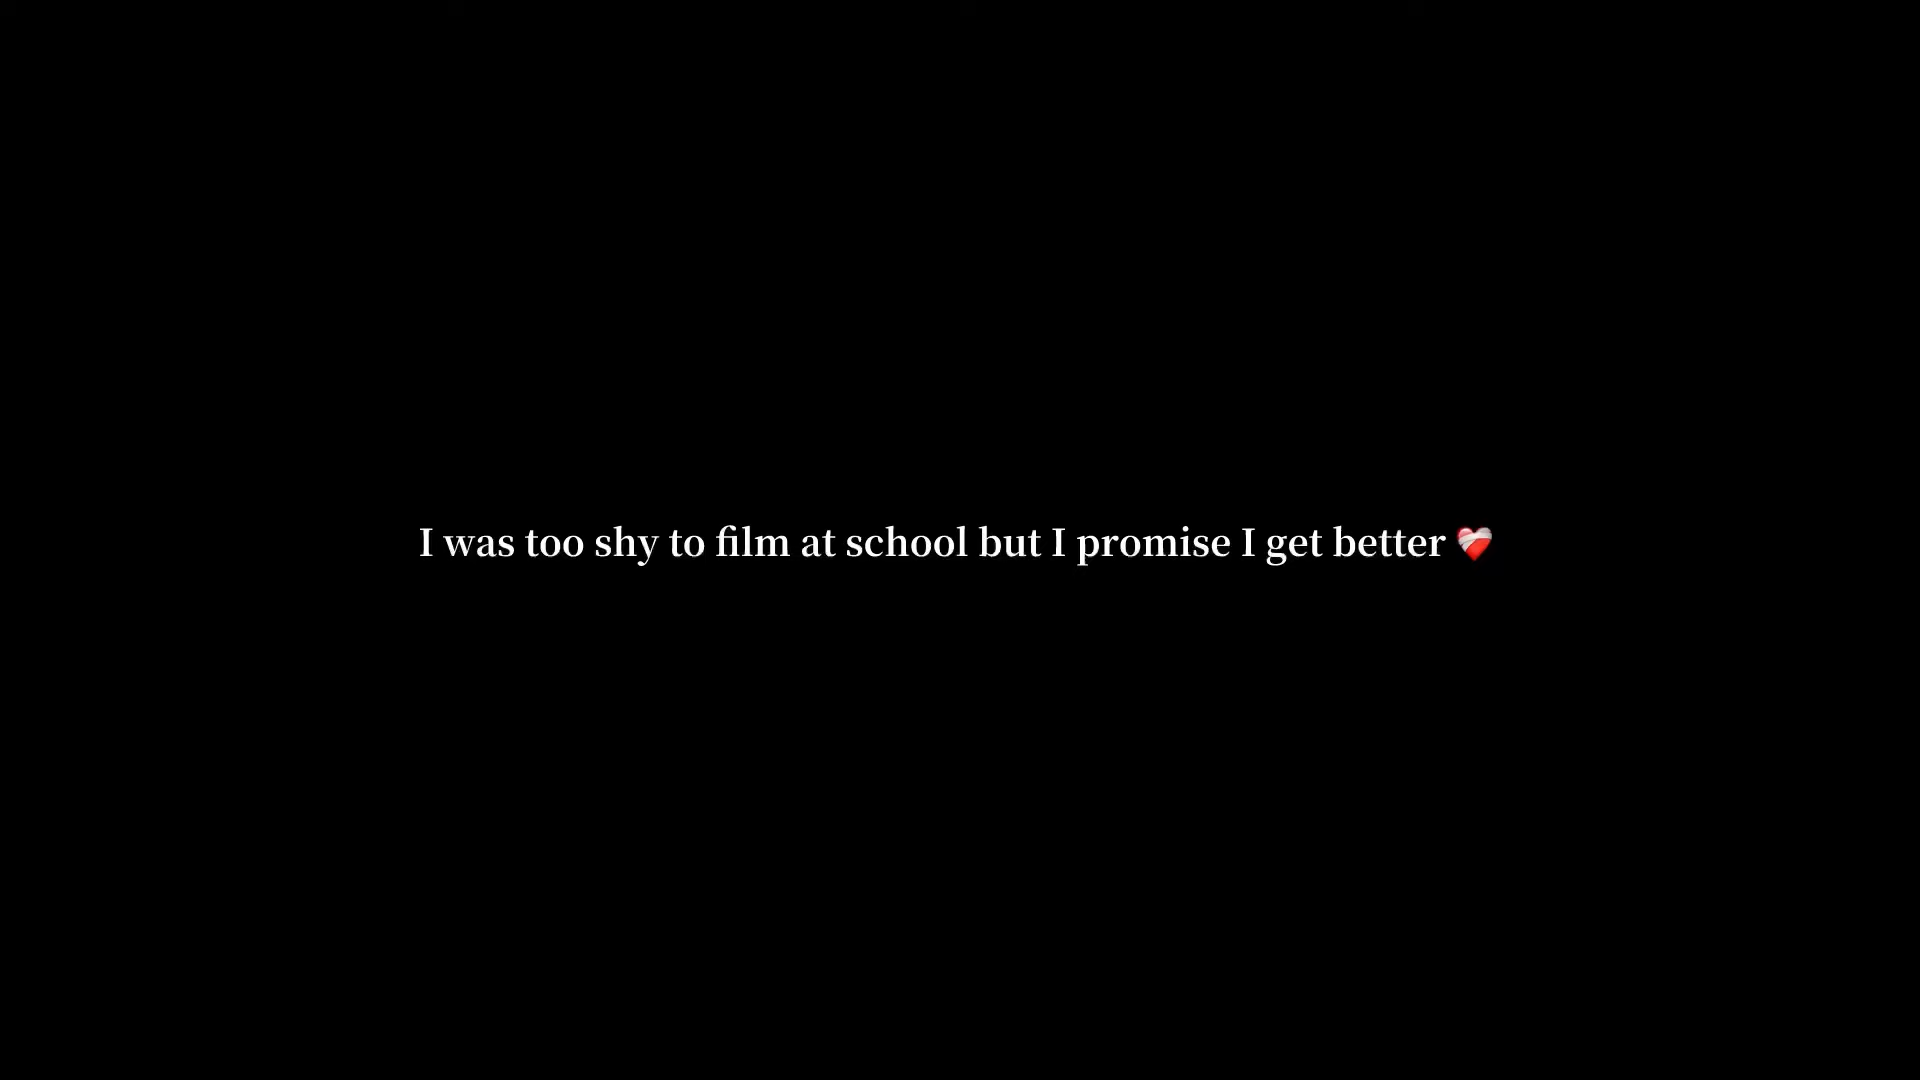 I was too shy to film at school but I promise I get better ❤️‍🩹